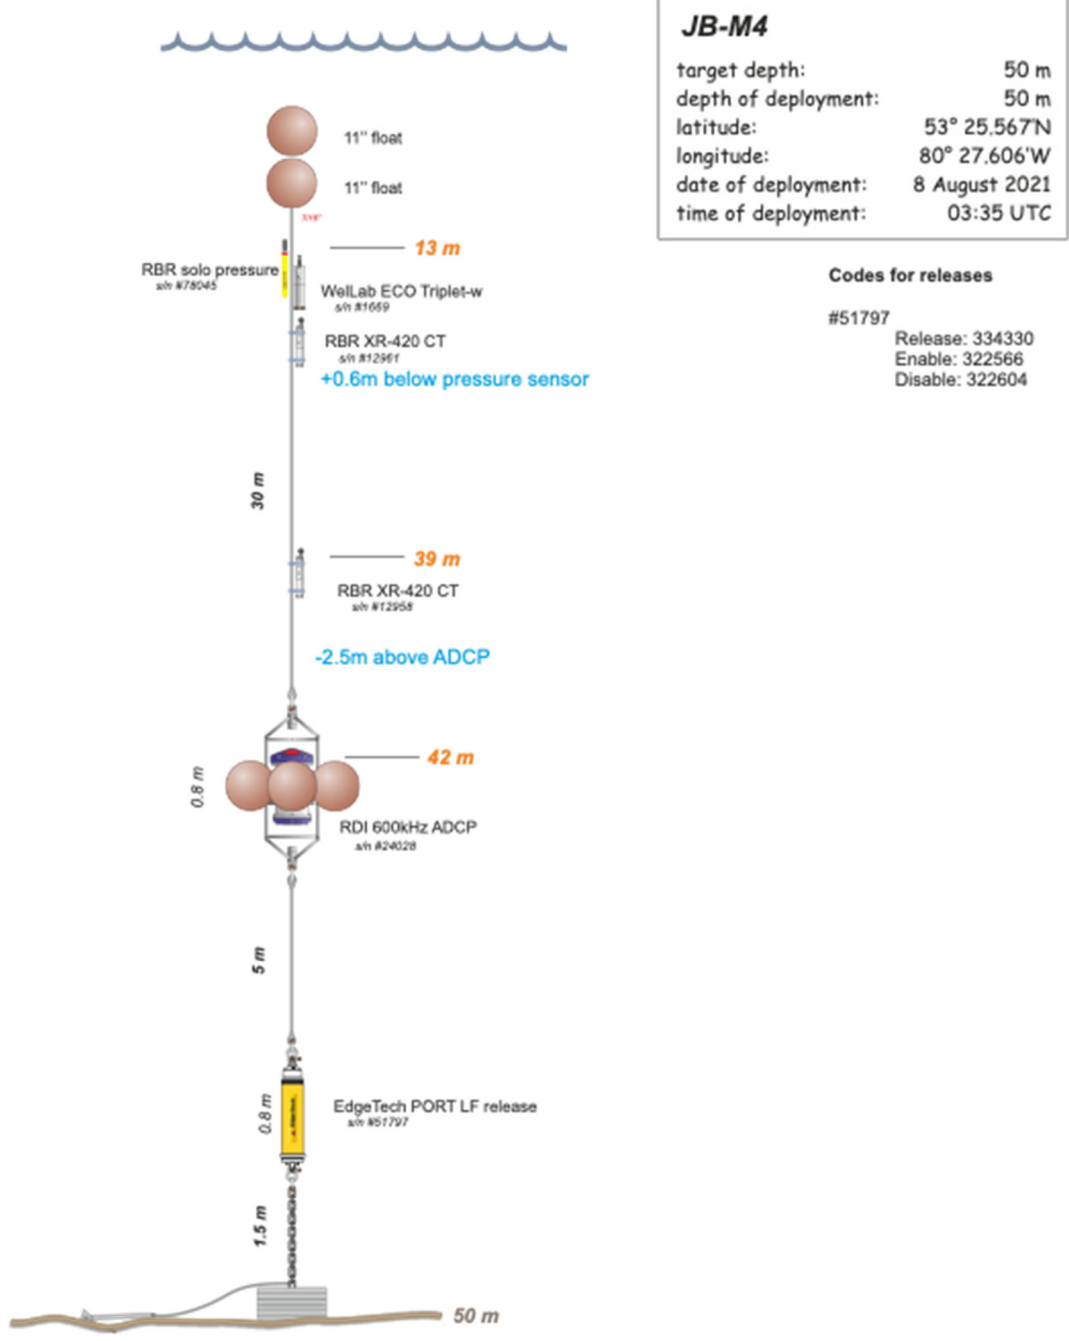 JB-M4
target depth: 50 m
depth of deployment: 50 m
latitude: 53° 25.567'N
longitude: 80° 27.606'W
date of deployment: 8 August 2021
time of deployment: 03:35 UTC
Codes for releases
#51797
Release: 334330
Enable: 322566
Disable: 322604
11" float
11" float
13 m
RBR solo pressure
s/n #78045
WelLab ECO Triplet-w
s/n #1669
RBR XR-420 CT
s/n #12961
+0.6m below pressure sensor
30 m
39 m
RBR XR-420 CT
s/n #12958
-2.5m above ADCP
42 m
0.8 m
RDI 600kHz ADCP
s/n #24028
5 m
EdgeTech PORT LF release
s/n #51797
0.8 m
1.5 m
50 m